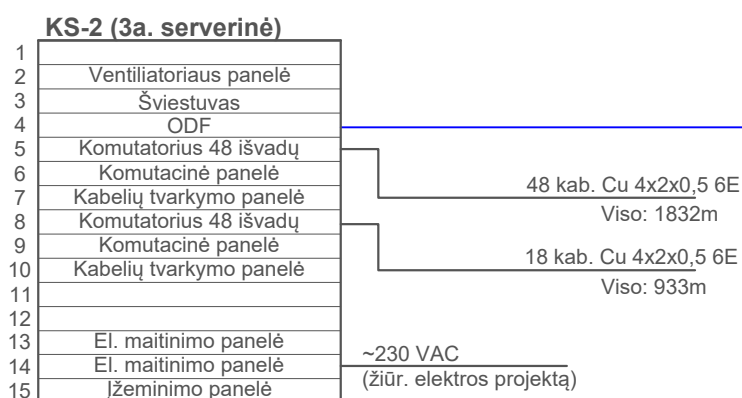 KS-2 (3a. serverinė)
1
2 Ventiliatoriaus panelė
3 Šviestuvas
4 ODF
5 Komutatorius 48 išvadų
6 Komutacinė panelė
7 Kabelių tvarkymo panelė
8 Komutatorius 48 išvadų
9 Komutacinė panelė
10 Kabelių tvarkymo panelė
11
12
13 El. maitinimo panelė
14 El. maitinimo panelė
15 Įžeminimo panelė
48 kab. Cu 4x2x0,5 6E
Viso: 1832m
18 kab. Cu 4x2x0,5 6E
Viso: 933m
~230 VAC
(žiūr. elektros projektą)